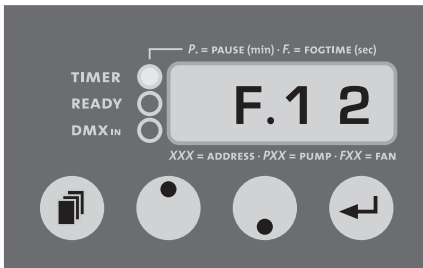 P. = PAUSE (min) · F. = FOGTIME (sec)
TIMER
READY
DMX IN
F.1 2
XXX = ADDRESS · PXX = PUMP · FXX = FAN